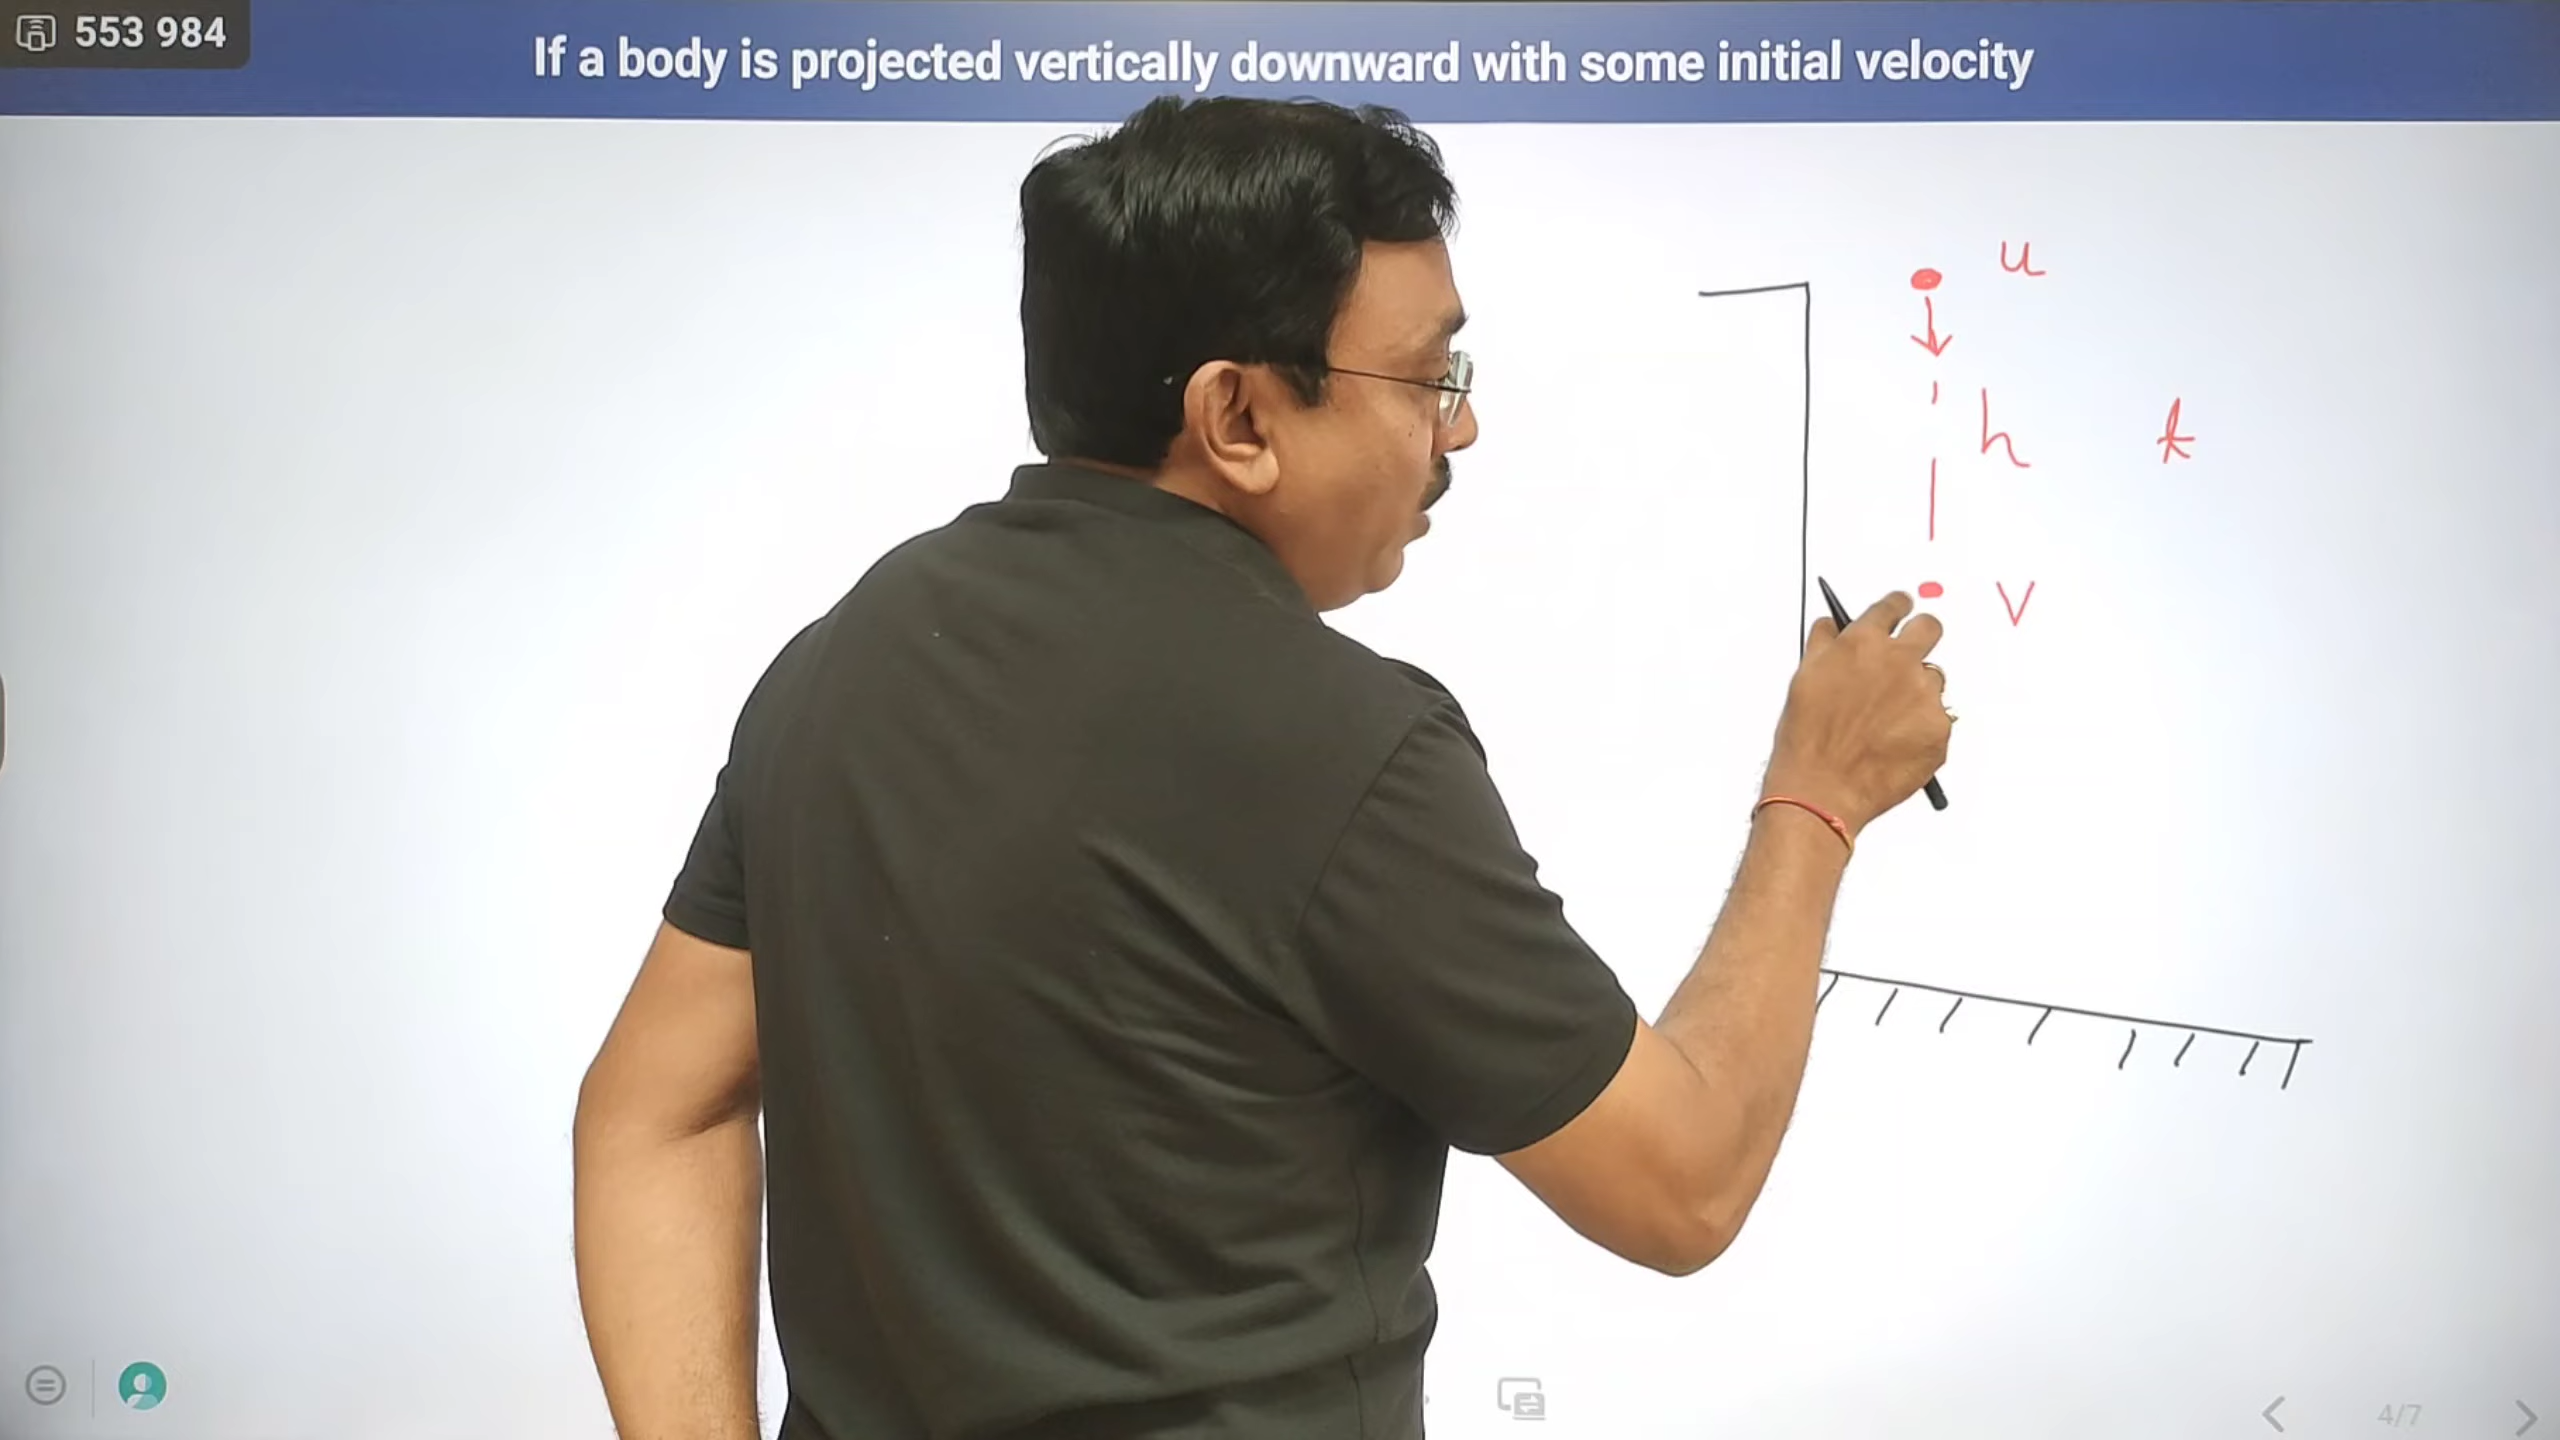 553 984
If a body is projected vertically downward with some initial velocity
u
h t
v
4/7